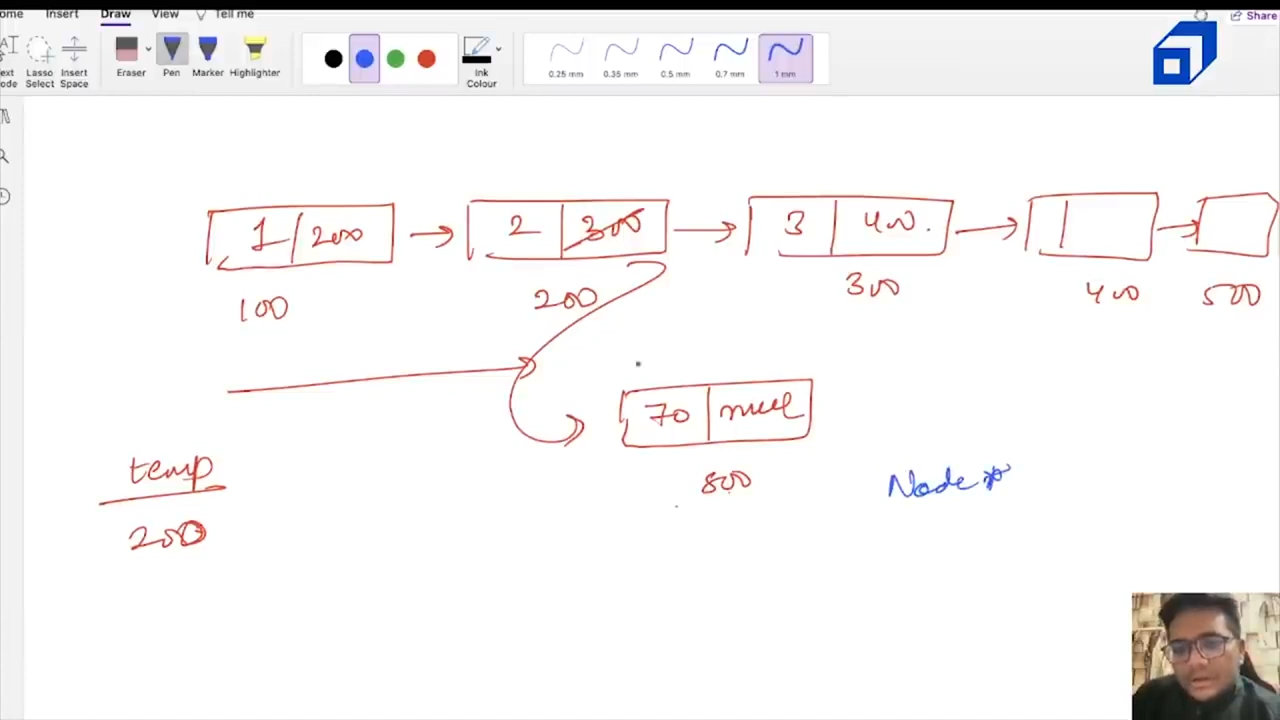 ome Insert Draw View Tell me
Share
Text Mode
Lasso Select
Insert Space
Eraser
Pen
Marker
Highlighter
Ink Colour
0.25 mm
0.35 mm
0.5 mm
0.7 mm
1 mm
1 200
2 300
3 400.
100
200
300
400
500
70 null
800
temp
200
Node *